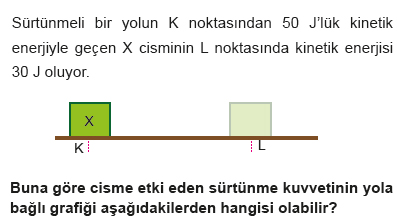 Sürtünmeli bir yolun K noktasından 50 J'lük kinetik
enerjiyle geçen X cisminin L noktasında kinetik enerjisi
30 J oluyor.
X
K
L
Buna göre cisme etki eden sürtünme kuvvetinin yola
bağlı grafiği aşağıdakilerden hangisi olabilir?